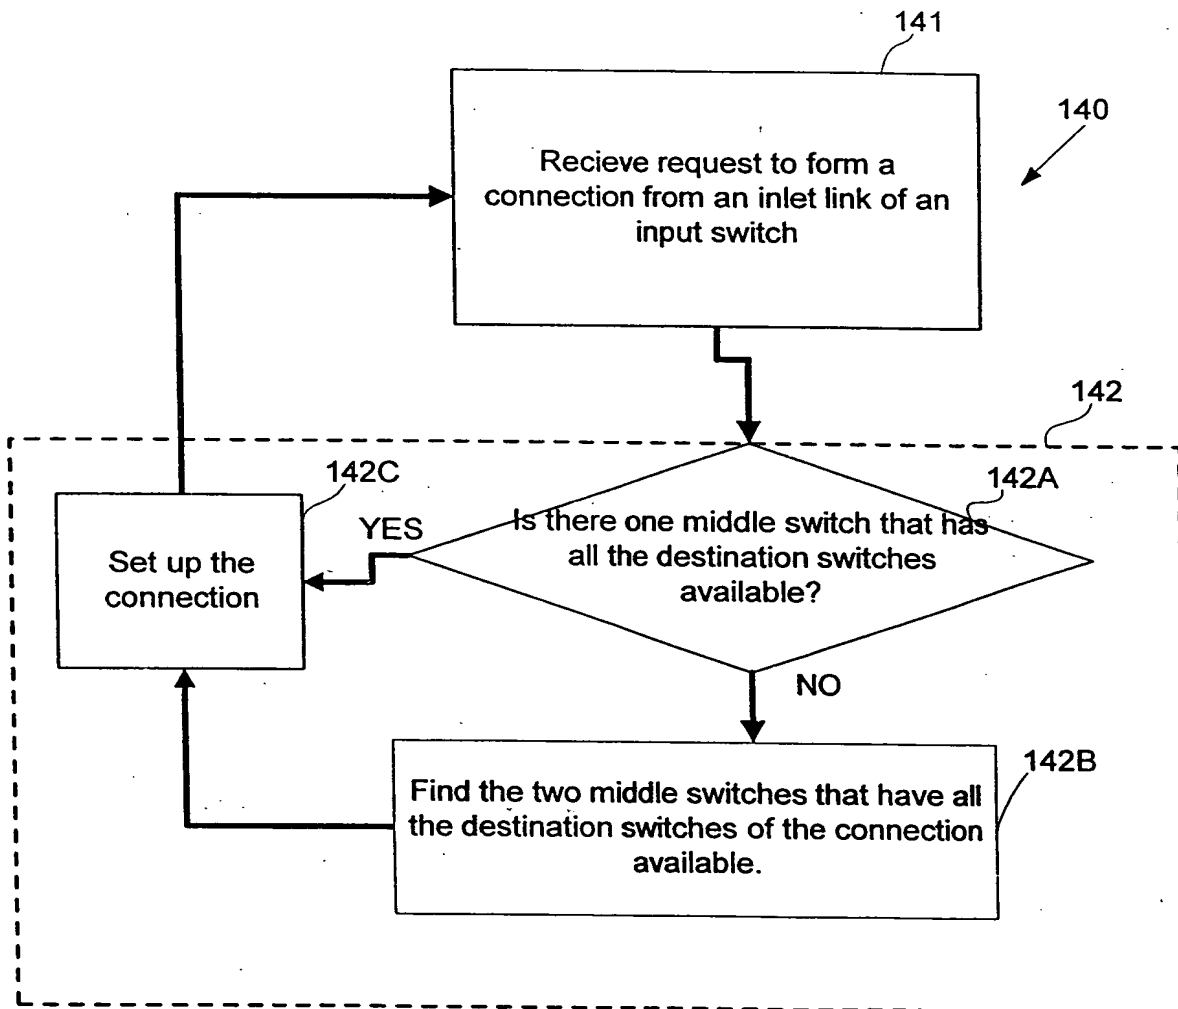 141
140
Recieve request to form a
connection from an inlet link of an
input switch
142
142C
142A
YES
Is there one middle switch that has
all the destination switches
available?
Set up the
connection
NO
142B
Find the two middle switches that have all
the destination switches of the connection
available.